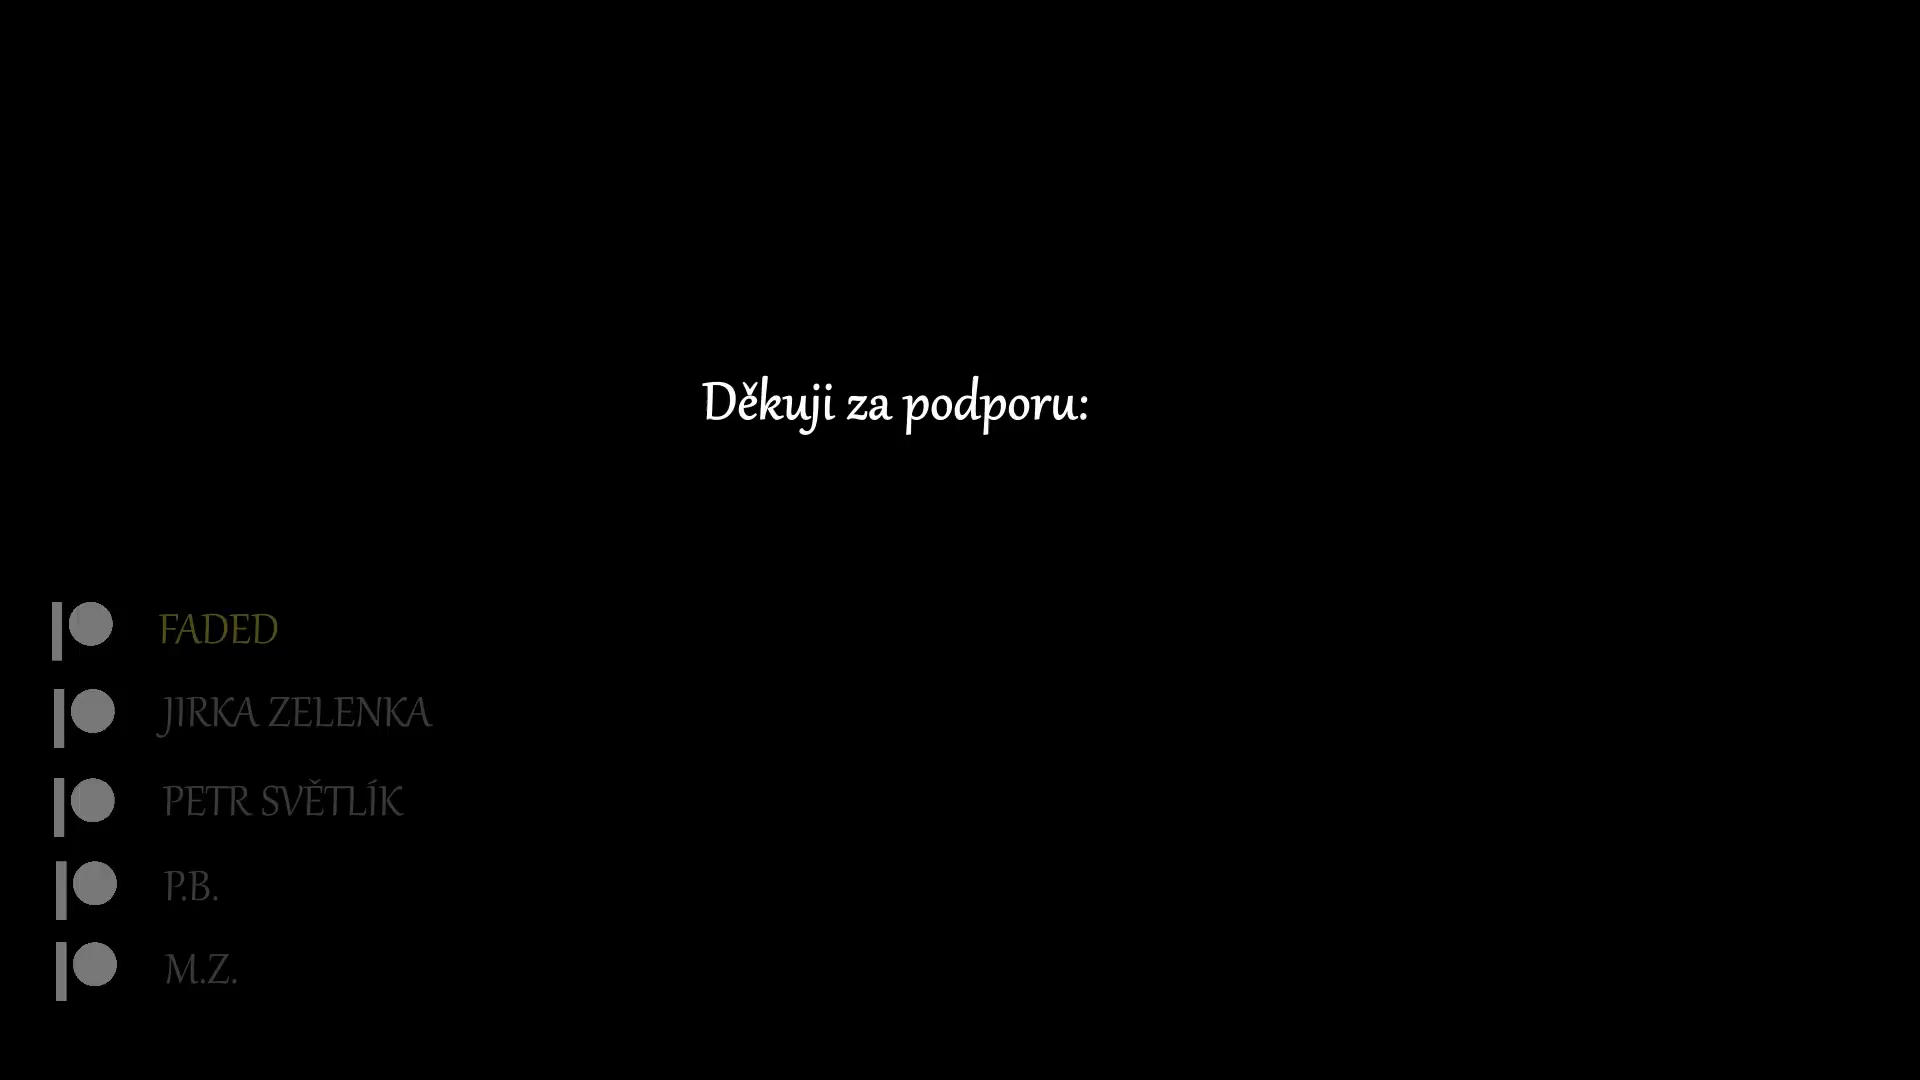 Děkuji za podporu:
FADED
JIRKA ZELENKA
PETR SVĚTLÍK
P.B.
M.Z.